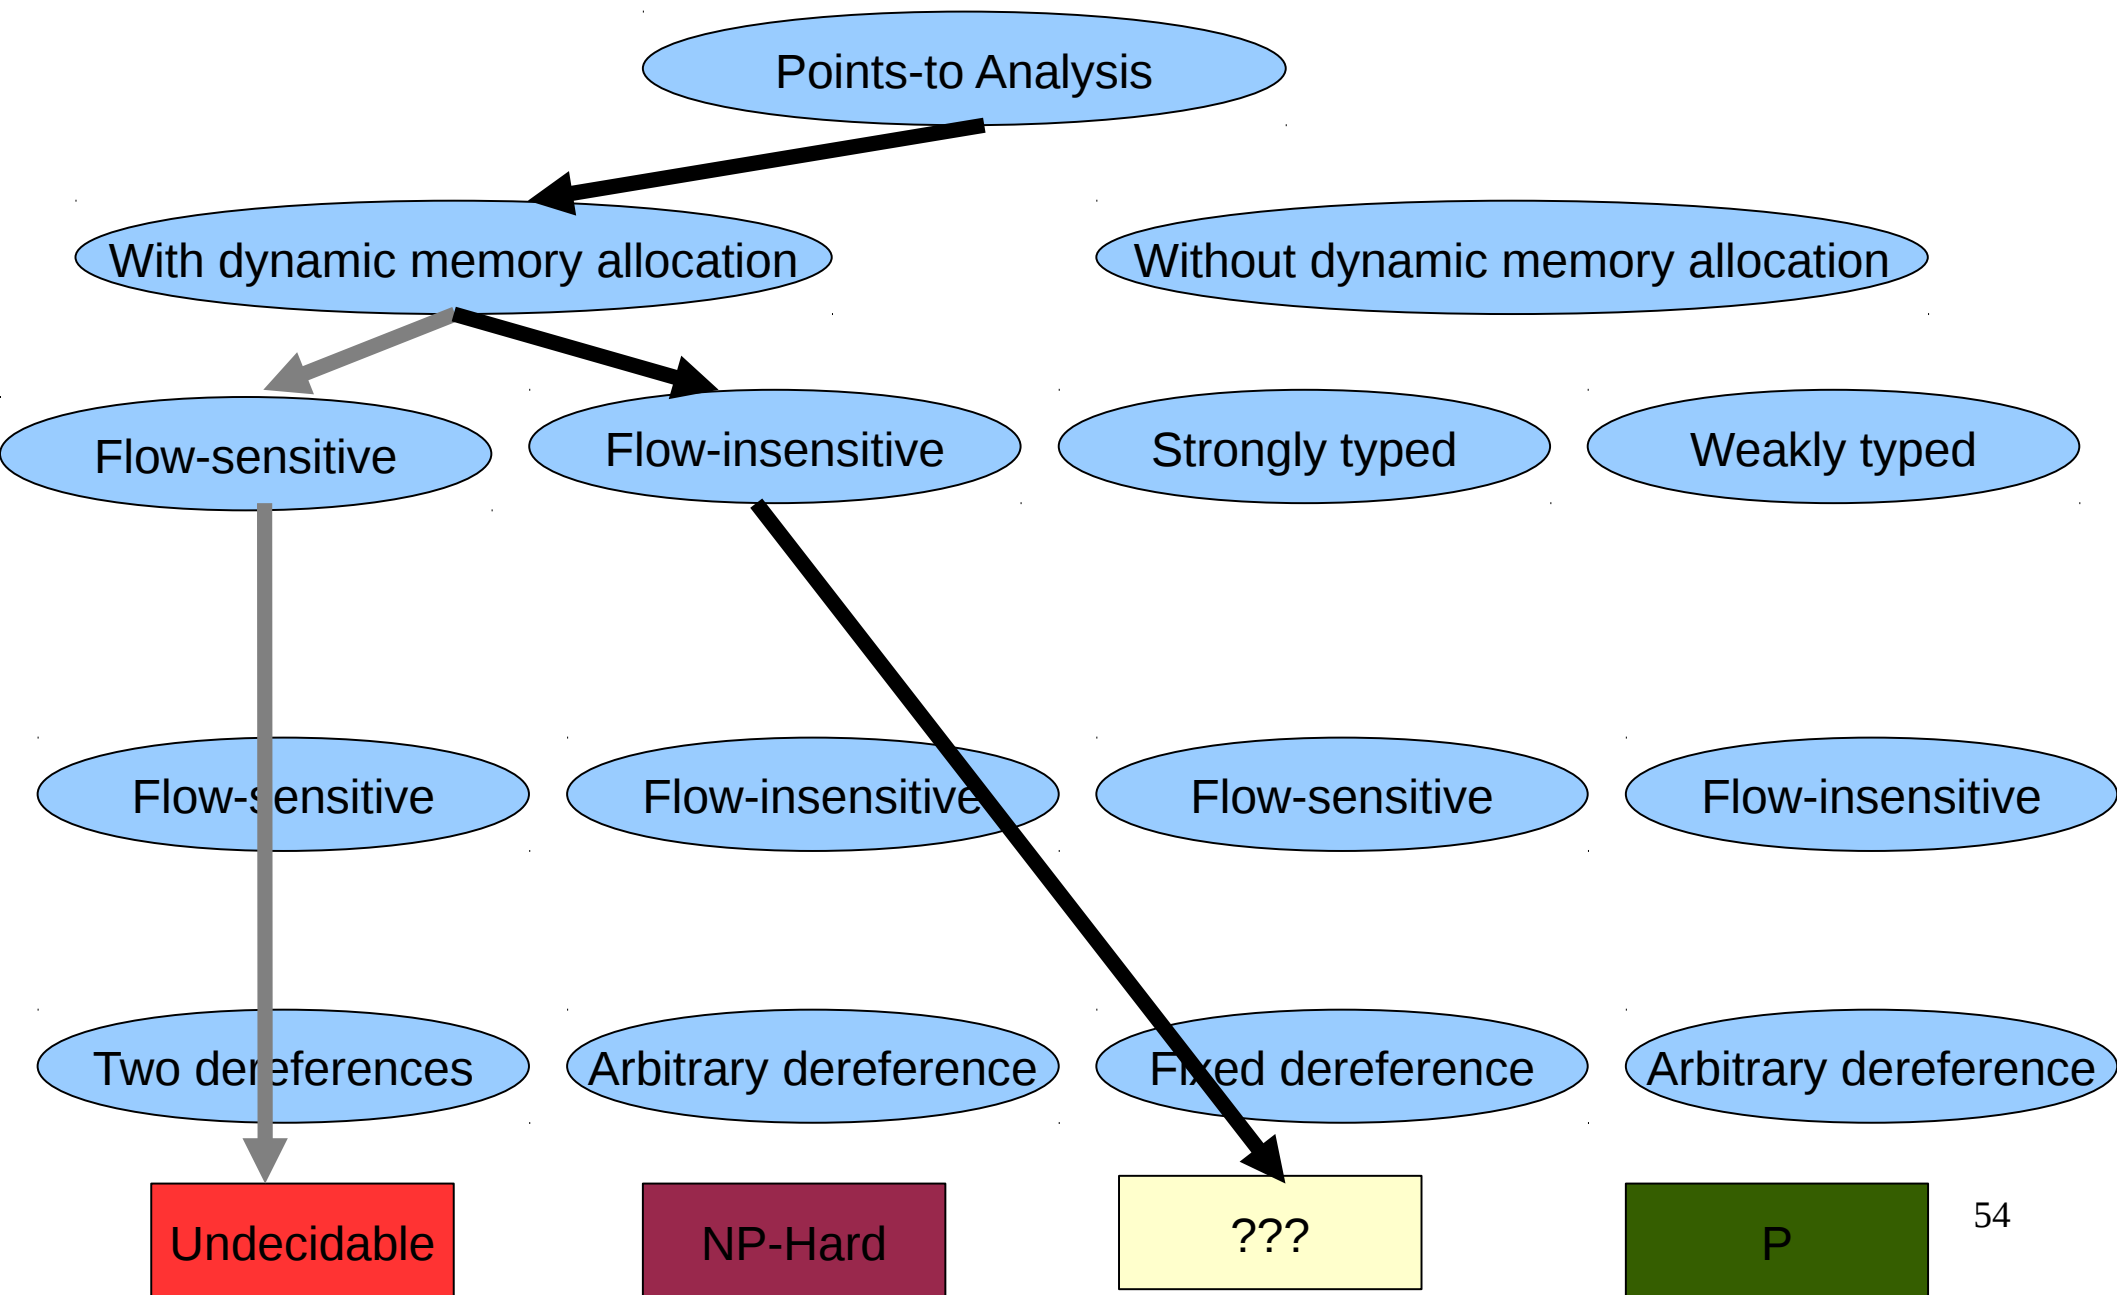 Points-to Analysis
With dynamic memory allocation
Without dynamic memory allocation
Flow-sensitive
Flow-insensitive
Strongly typed
Weakly typed
Flow-sensitive
Flow-insensitive
Flow-sensitive
Flow-insensitive
Two dereferences
Arbitrary dereference
Fixed dereference
Arbitrary dereference
Undecidable
NP-Hard
???
P
54